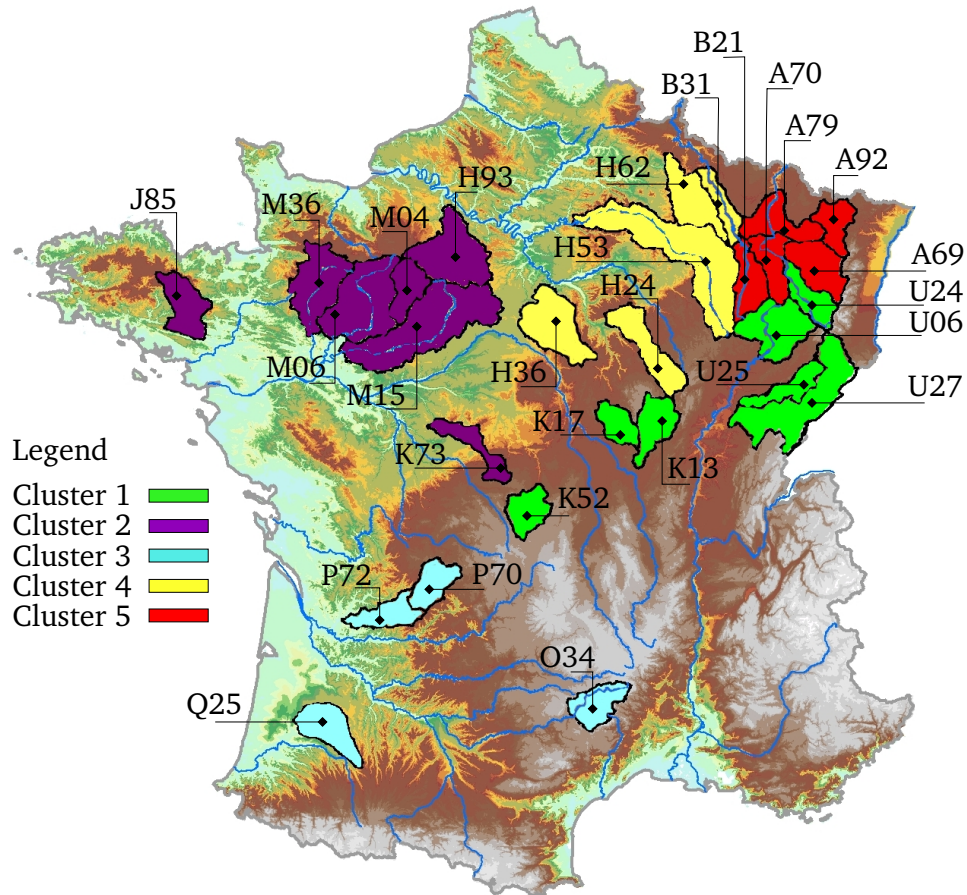 B21
A70
B31
A79
A92
H62
H93
M36
M04
J85
H53
A69
H24
U24
U06
M06
H36
U25
M15
U27
K17
Legend
K73
K13
Cluster 1
K52
Cluster 2
Cluster 3
P72
P70
Cluster 4
Cluster 5
O34
Q25